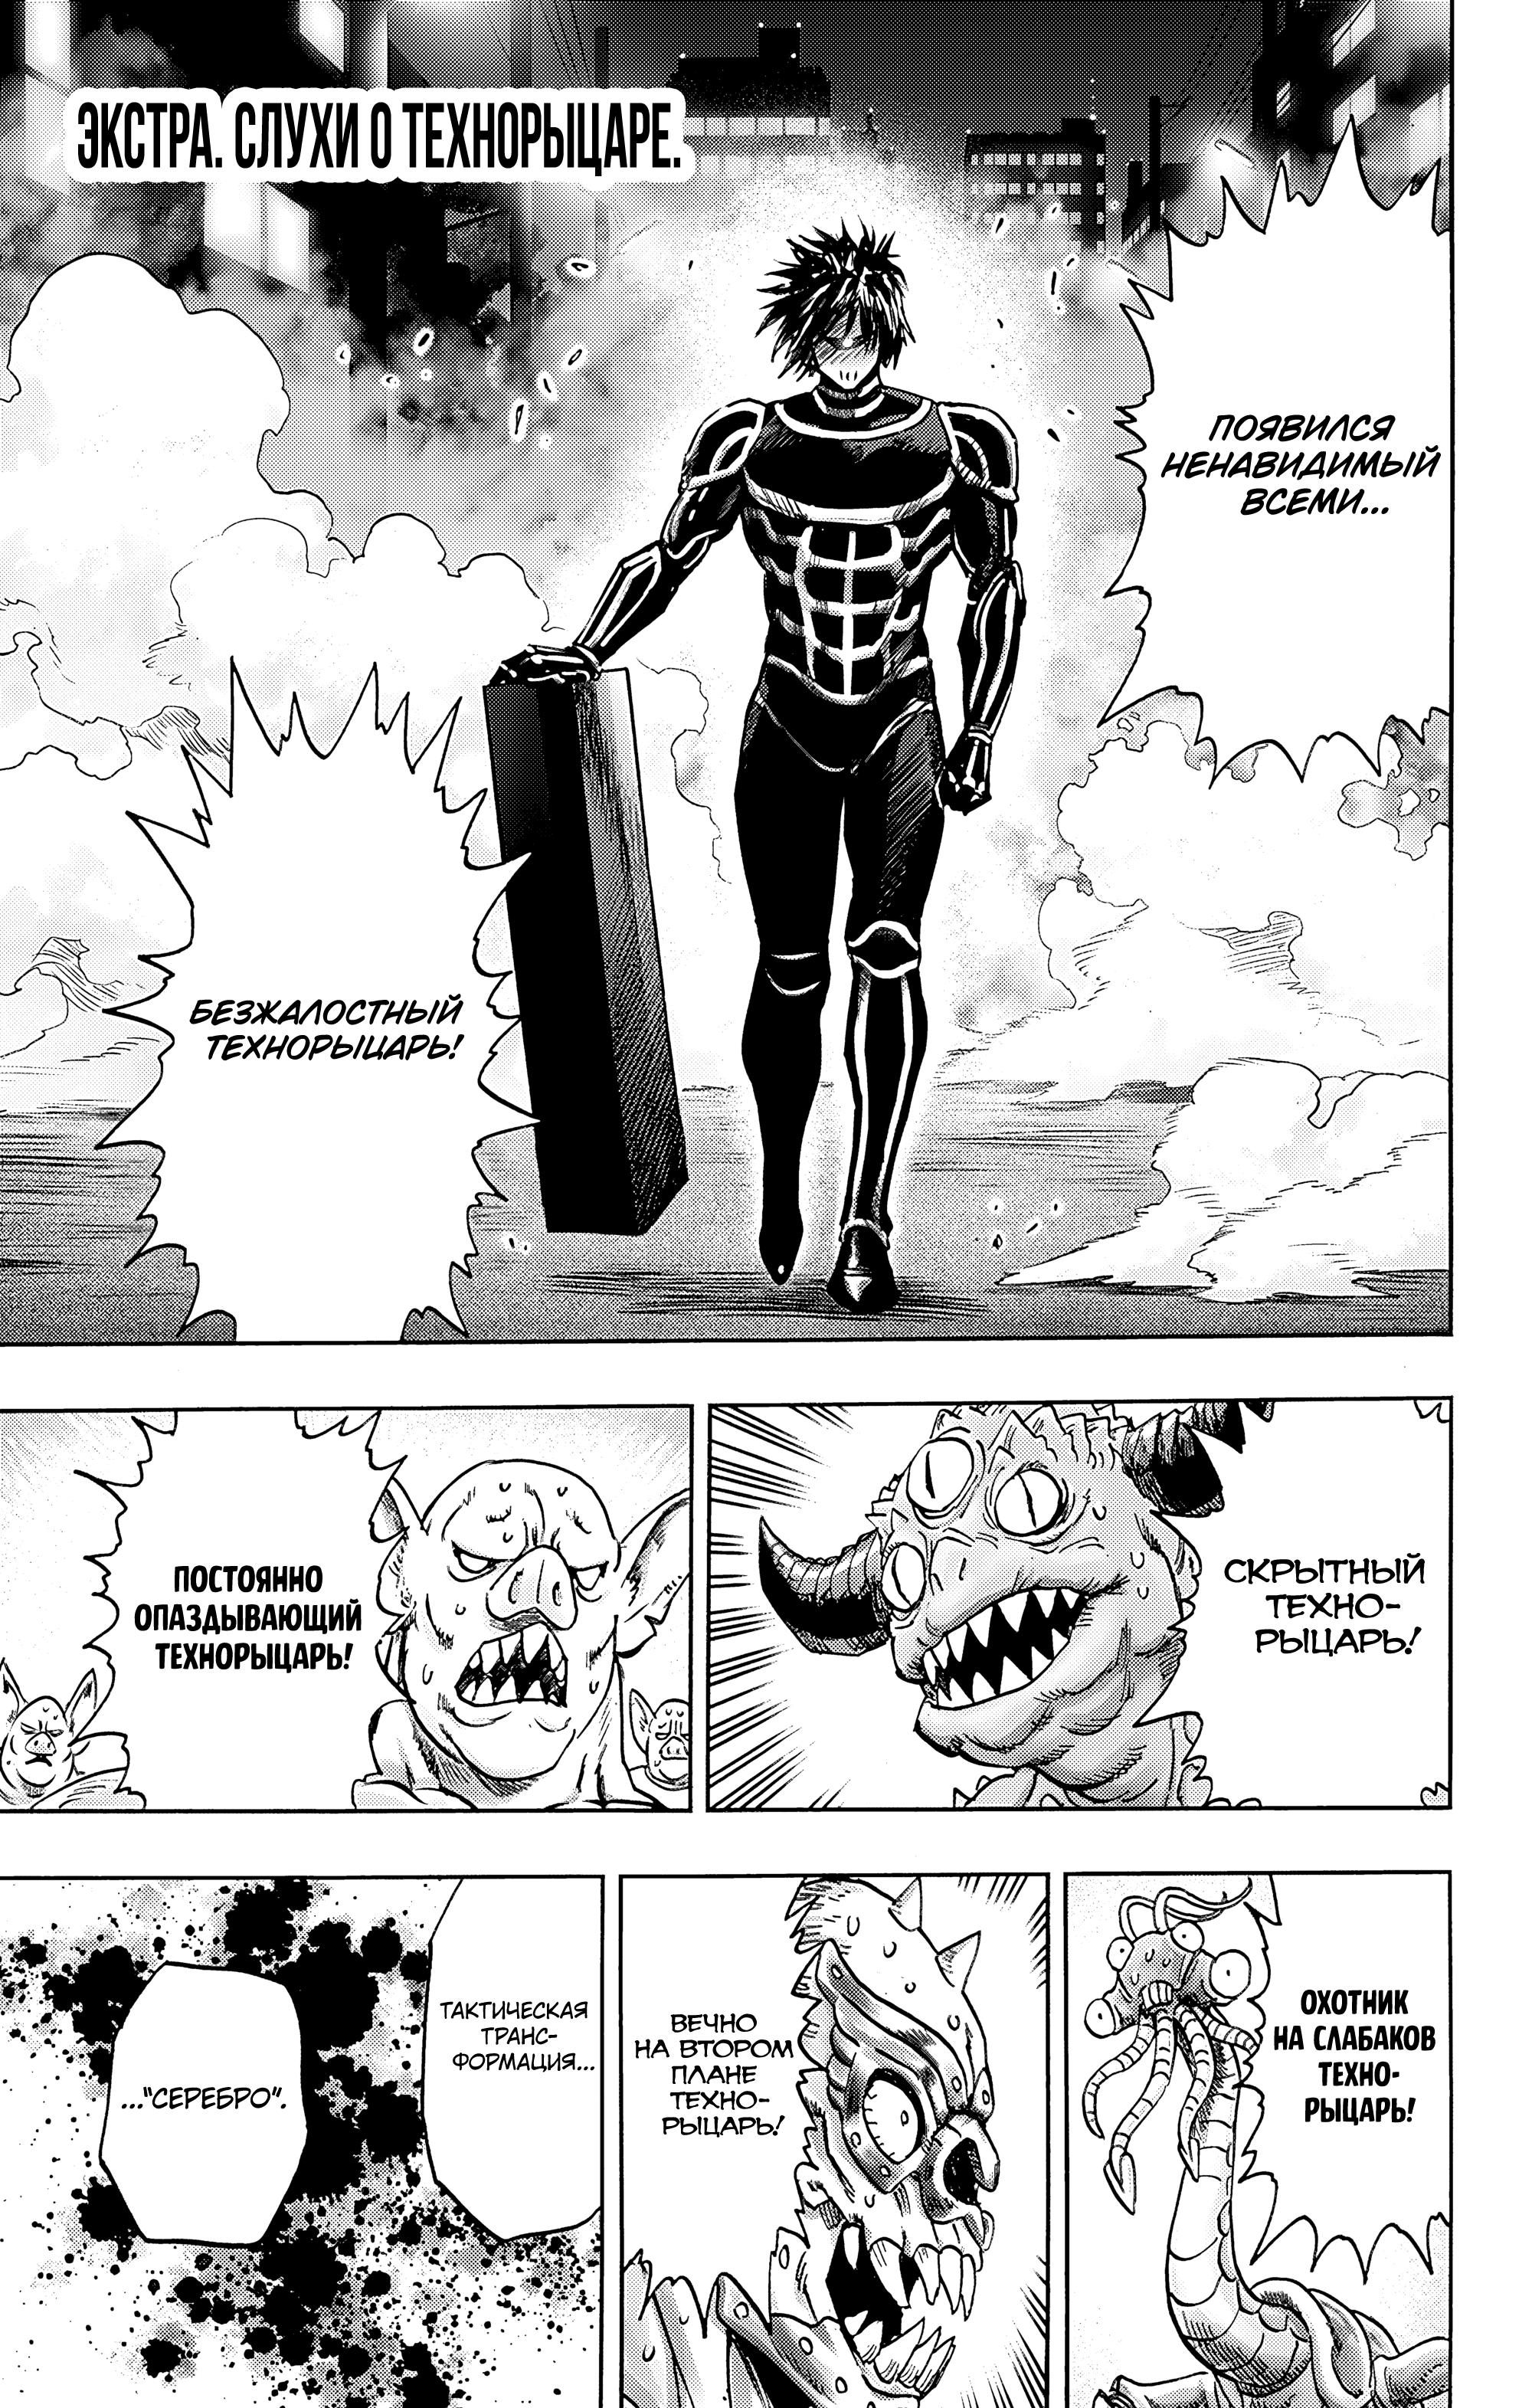 ЭКСТРА. СЛУХИ О ТЕХНОРЫЦАРЕ.
ПОЯВИЛСЯ
НЕНАВИДИМЫЙ
ВСЕМИ...
БЕЗЖАЛОСТНЫЙ
ТЕХНОРЫЦАРЬ!
СКРЫТНЫЙ
ТЕХНО-
РЫЦАРЬ!
ПОСТОЯННО
ОПАЗДЫВАЮЩИЙ
ТЕХНОРЫЦАРЬ!
ОХОТНИК
НА СЛАБАКОВ
ТЕХНО-
РЫЦАРЬ!
ВЕЧНО
НА ВТОРОМ
ПЛАНЕ
ТЕХНО-
РЫЦАРЬ!
ТАКТИЧЕСКАЯ
ТРАНС-
ФОРМАЦИЯ...
..."СЕРЕБРО".